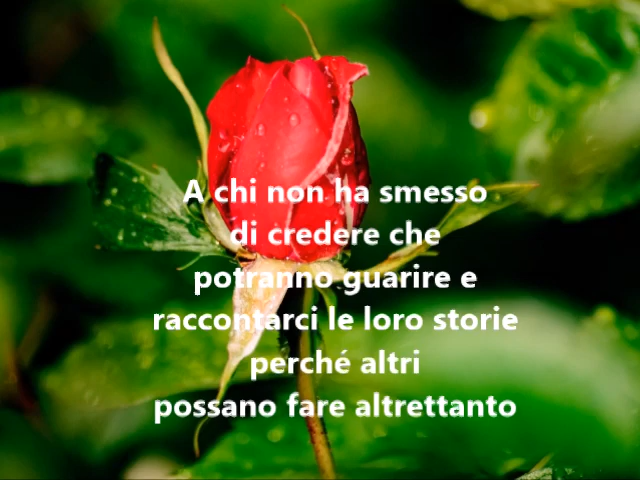 A chi non ha smesso
di credere che
potranno guarire e
raccontarci le loro storie
perché altri
possano fare altrettanto